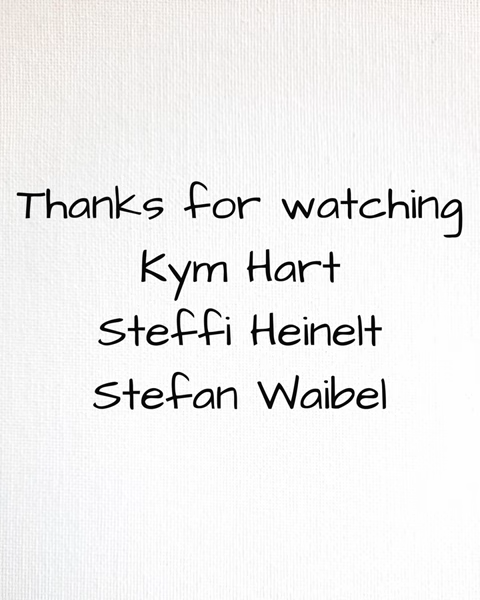 Thanks for watching
Kym Hart
Steffi Heinelt
Stefan Waibel